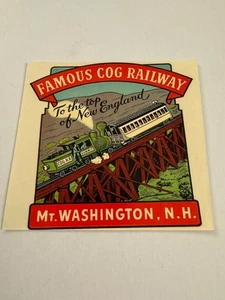 FAMOUS COG RAILWAY
To the top
of New England
MT. WASHINGTON, N.H.